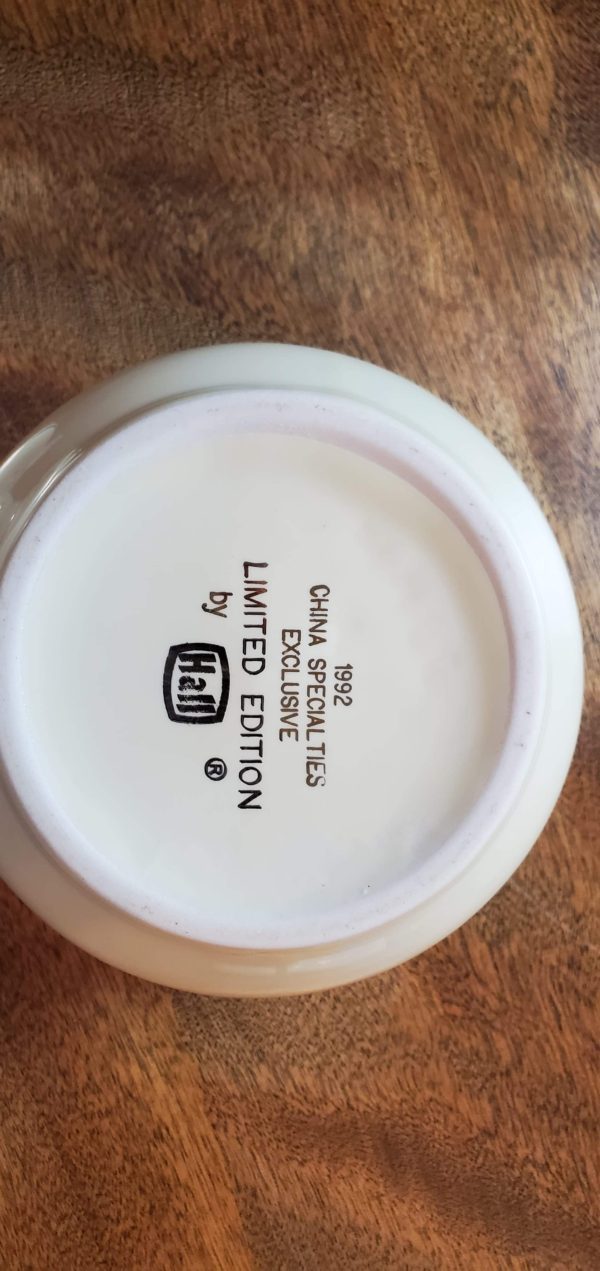 1992
CHINA SPECIALTIES
EXCLUSIVE
LIMITED EDITION
by Hall ®